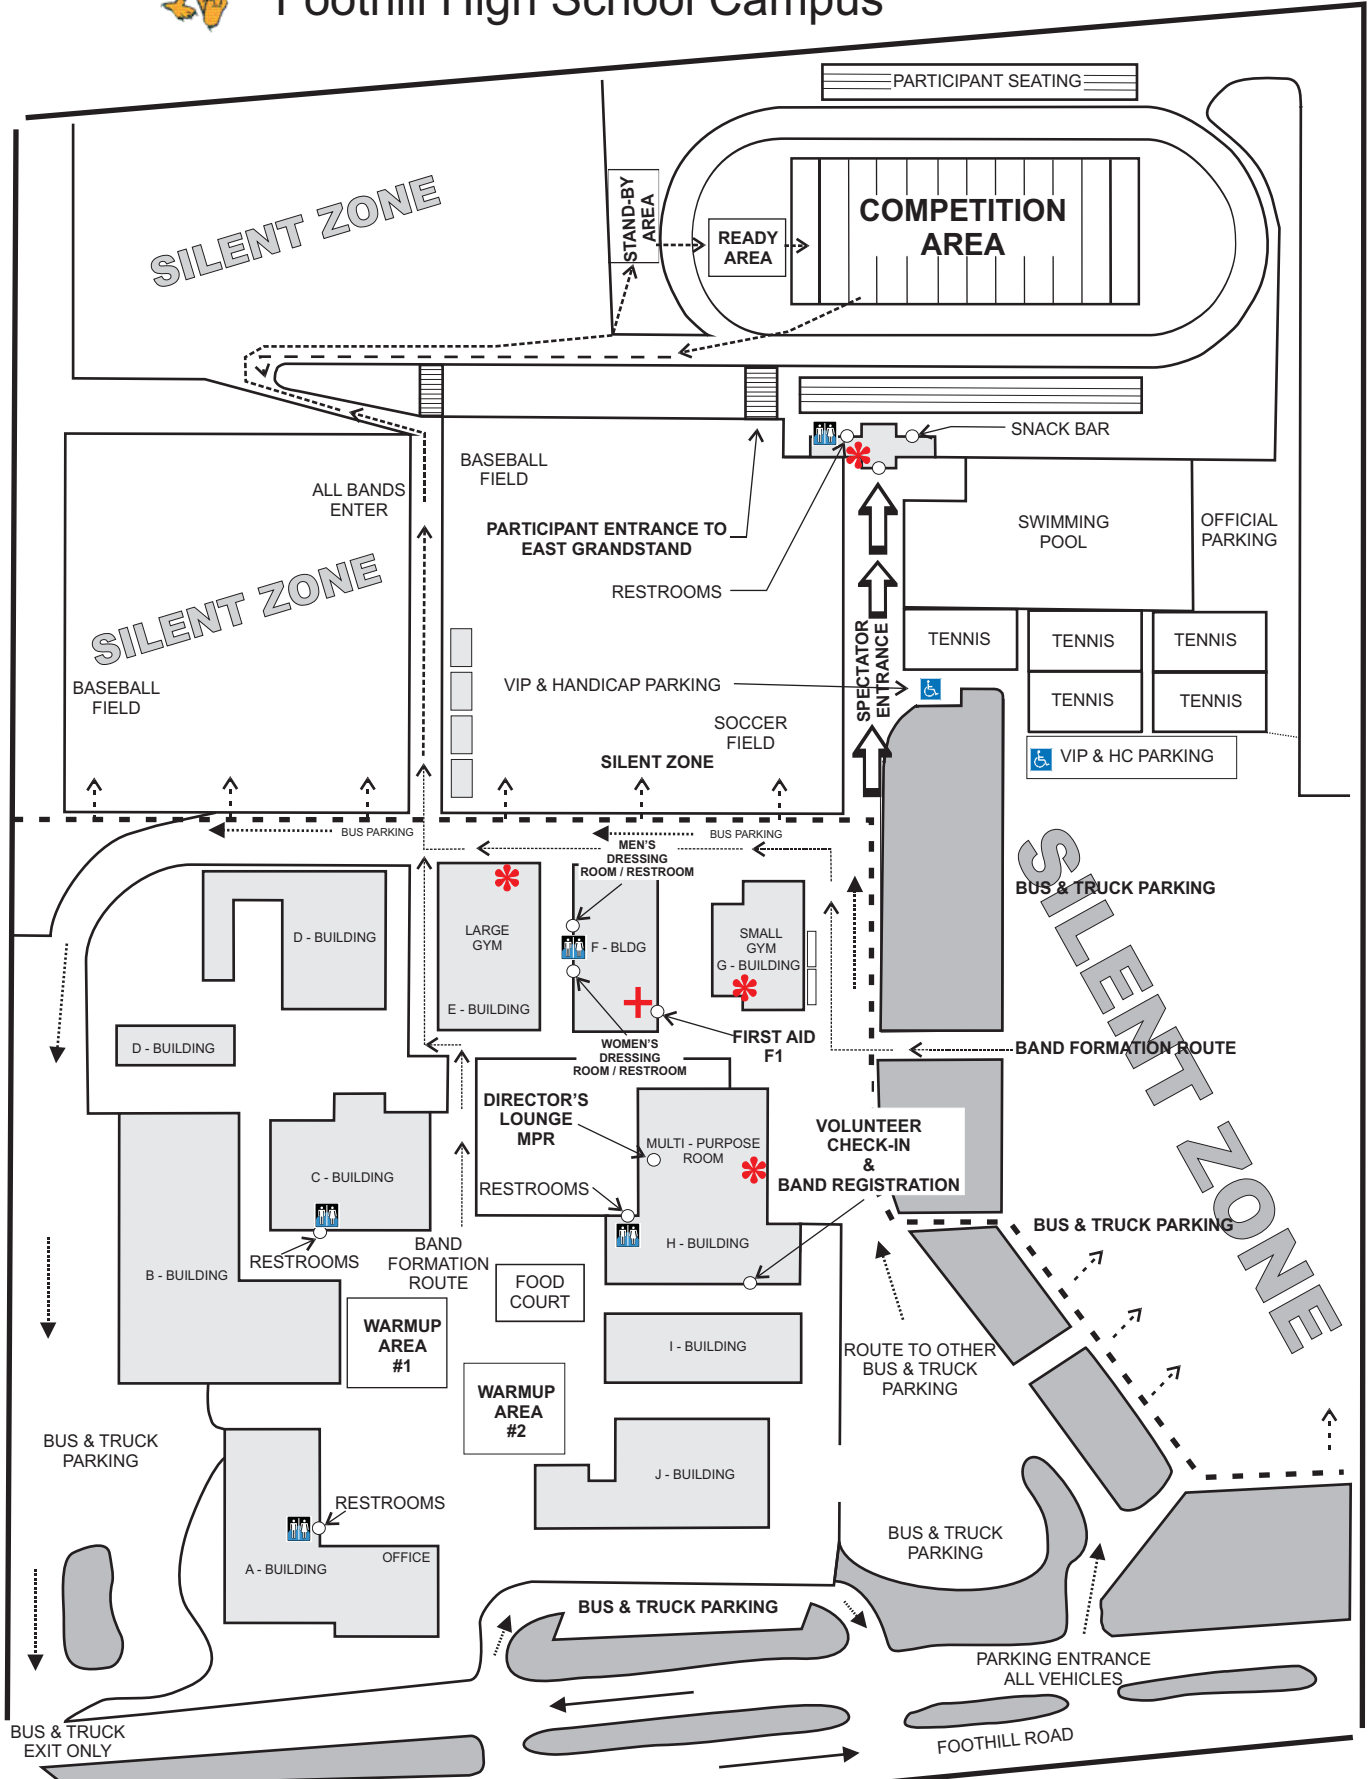 Foothill High School Campus
PARTICIPANT SEATING
SILENT ZONE
STAND-BY
AREA
READY
AREA
COMPETITION
AREA
SNACK BAR
BASEBALL
FIELD
ALL BANDS
ENTER
PARTICIPANT ENTRANCE TO
EAST GRANDSTAND
SWIMMING
POOL
OFFICIAL
PARKING
RESTROOMS
SILENT ZONE
TENNIS
TENNIS
TENNIS
SPECTATOR
ENTRANCE
BASEBALL
FIELD
VIP & HANDICAP PARKING
TENNIS
TENNIS
SOCCER
FIELD
SILENT ZONE
VIP & HC PARKING
BUS PARKING
BUS PARKING
MEN'S
DRESSING
ROOM / RESTROOM
BUS & TRUCK PARKING
SILENT ZONE
D - BUILDING
LARGE
GYM
E - BUILDING
F - BLDG
SMALL
GYM
G - BUILDING
D - BUILDING
WOMEN'S
DRESSING
ROOM / RESTROOM
FIRST AID
F1
BAND FORMATION ROUTE
DIRECTOR'S
LOUNGE
MPR
MULTI - PURPOSE
ROOM
VOLUNTEER
CHECK-IN
&
BAND REGISTRATION
C - BUILDING
RESTROOMS
RESTROOMS
BAND
FORMATION
ROUTE
H - BUILDING
BUS & TRUCK PARKING
B - BUILDING
FOOD
COURT
WARMUP
AREA
#1
I - BUILDING
ROUTE TO OTHER
BUS & TRUCK
PARKING
WARMUP
AREA
#2
BUS & TRUCK
PARKING
J - BUILDING
RESTROOMS
BUS & TRUCK
PARKING
A - BUILDING
OFFICE
BUS & TRUCK PARKING
PARKING ENTRANCE
ALL VEHICLES
BUS & TRUCK
EXIT ONLY
FOOTHILL ROAD